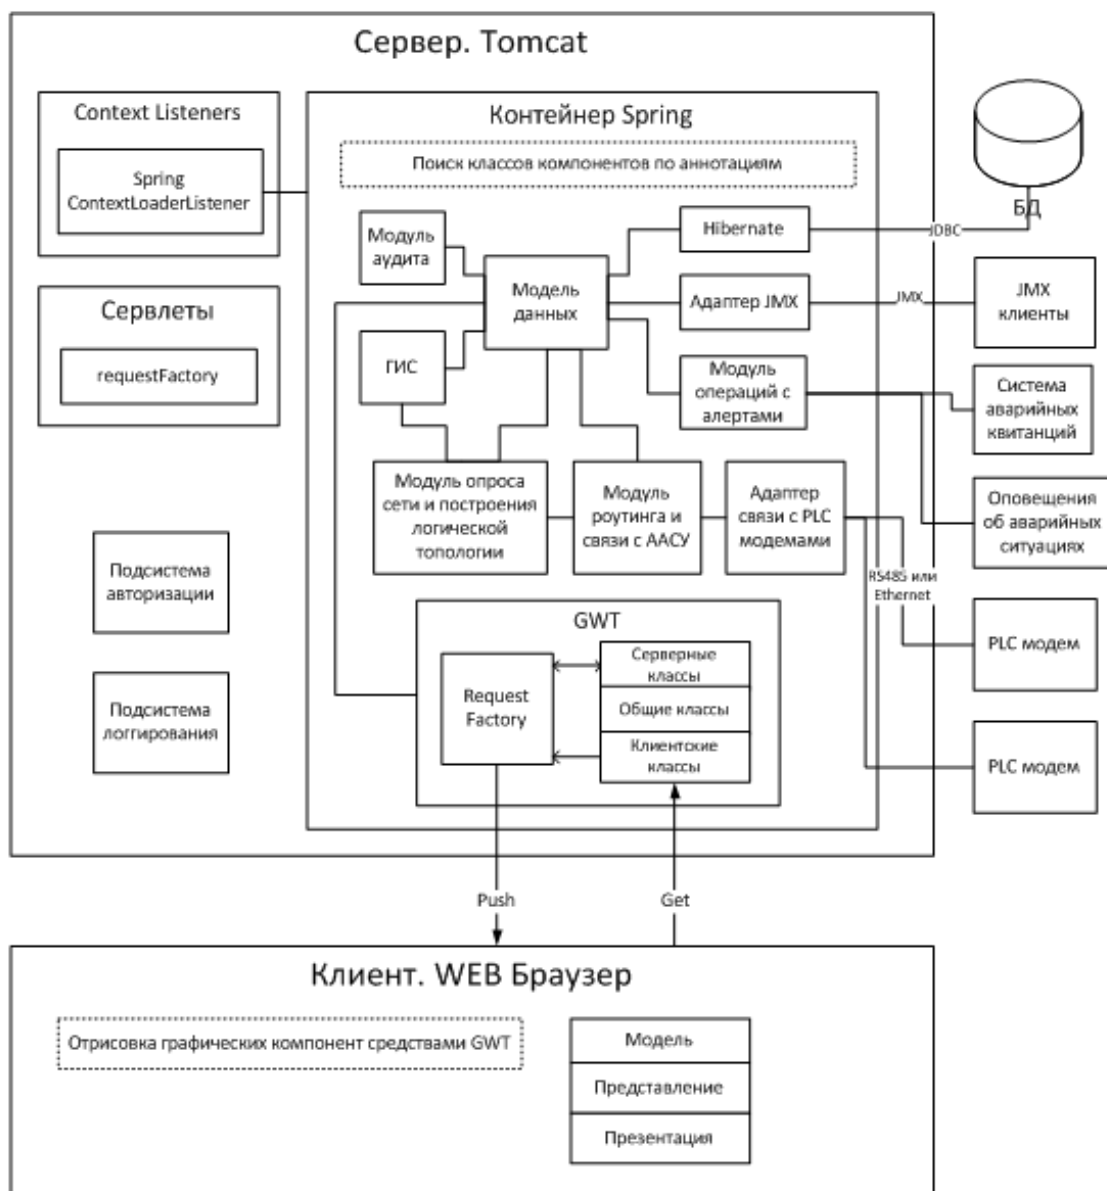 Сервер. Tomcat
Context Listeners
Spring
ContextLoaderListener
Сервлеты
requestFactory
Подсистема
авторизации
Подсистема
логгирования
Контейнер Spring
Поиск классов компонентов по аннотациям
Модуль
аудита
Модель
данных
Hibernate
JDBC
БД
Адаптер JMX
JMX
JMX
клиенты
ГИС
Модуль
операций с
алертами
Система
аварийных
квитанций
Модуль опроса
сети и построения
логической
топологии
Модуль
роутинга и
связи с ААСУ
Адаптер
связи с PLC
модемами
Оповещения
об аварийных
ситуациях
RS485 или
Ethernet
PLC модем
PLC модем
GWT
Request
Factory
Серверные
классы
Общие классы
Клиентские
классы
Push
Get
Клиент. WEB Браузер
Отрисовка графических компонент средствами GWT
Модель
Представление
Презентация